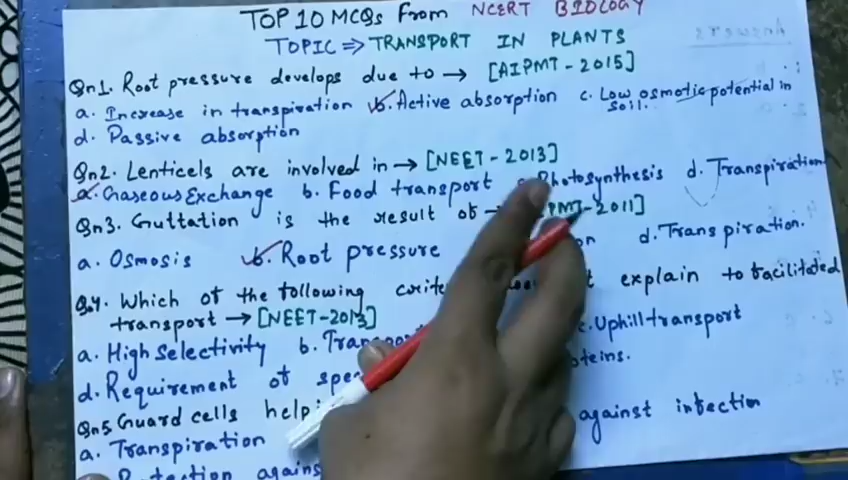 TOP 10 MCQs From NCERT BIOLOGY
TOPIC ⇒ TRANSPORT IN PLANTS
Qn1. Root pressure develops due to → [AIPMT-2015]
a. Increase in transpiration b. Active absorption c. Low osmotic potential in soil.
d. Passive absorption
Qn2. Lenticels are involved in → [NEET-2013]
a. Gaseous Exchange b. Food transport c. Photosynthesis d. Transpiration
Qn3. Guttation is the result of → PMT-2011]
a. Osmosis b. Root pressure d. Transpiration.
Q4. Which of the following explain to facilitated
transport → [NEET-2013]
a. High Selectivity b. c. Uphill transport
d. Requirement of
Qn5. Guard cells help against infection
a. Transpiration